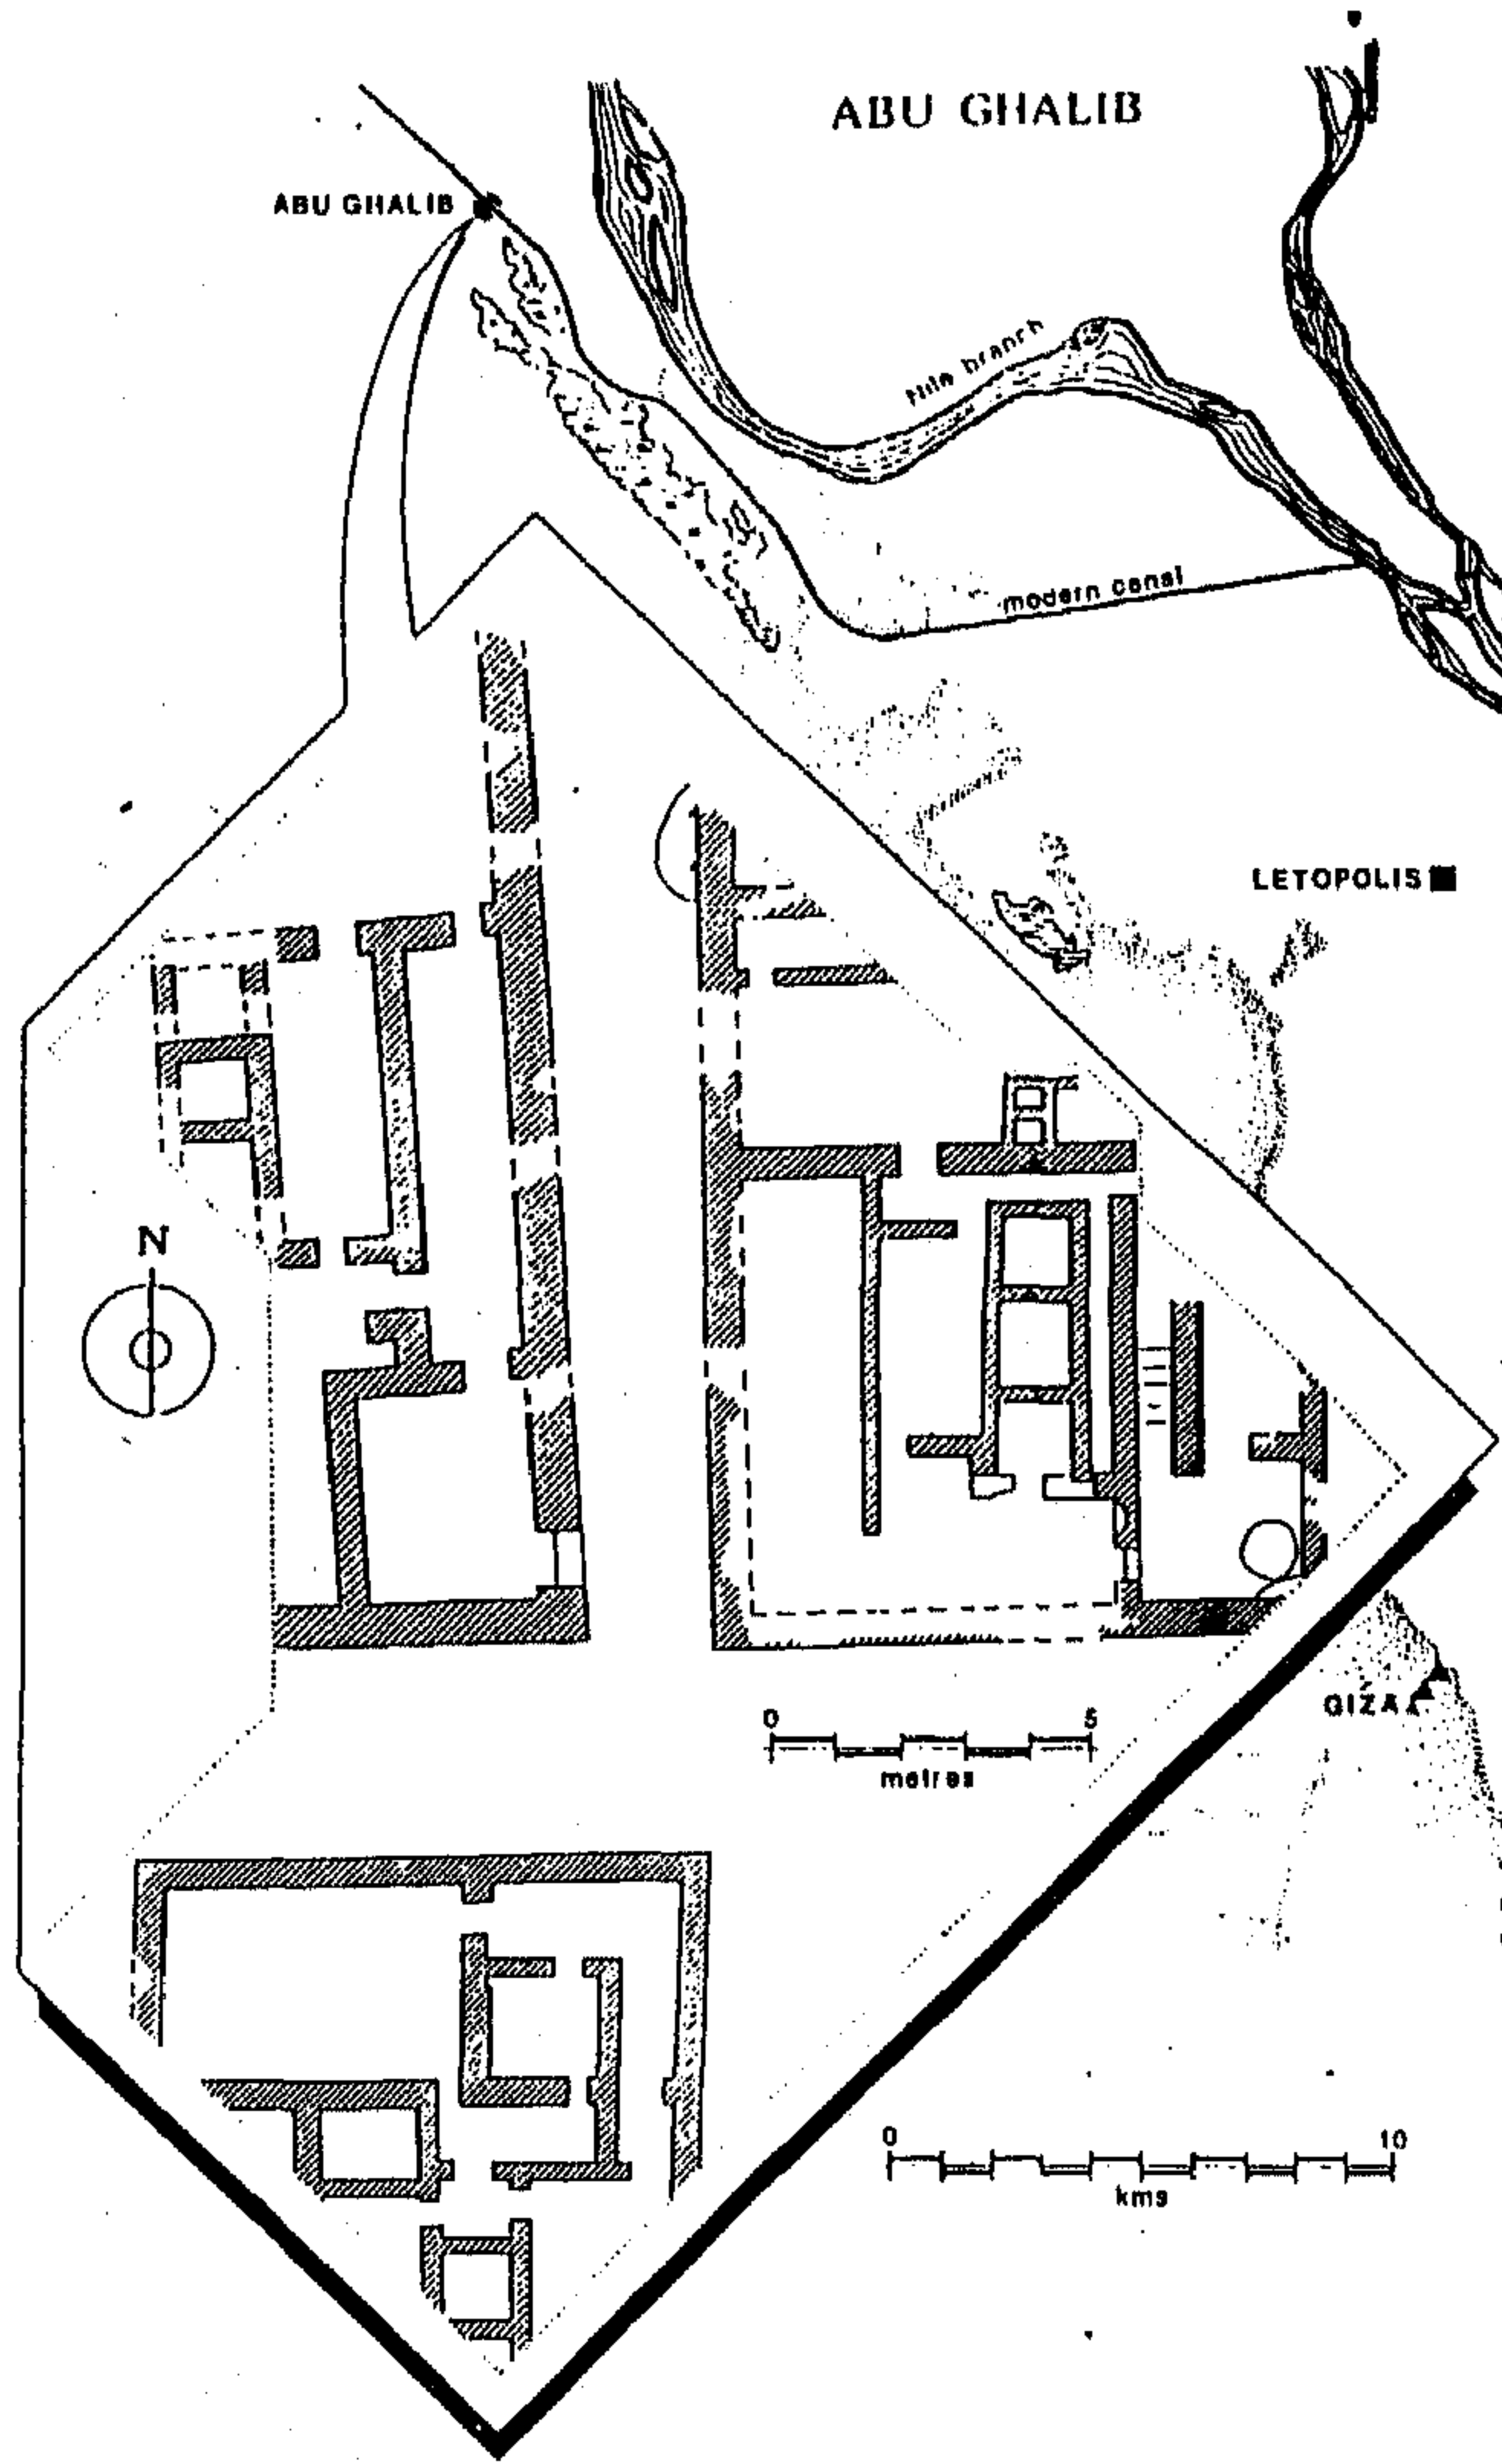 ABU GHALIB
ABU GHALIB
Nile branch
modern canal
LETOPOLIS
N
GIZA
0 5
metres
0 10
kms